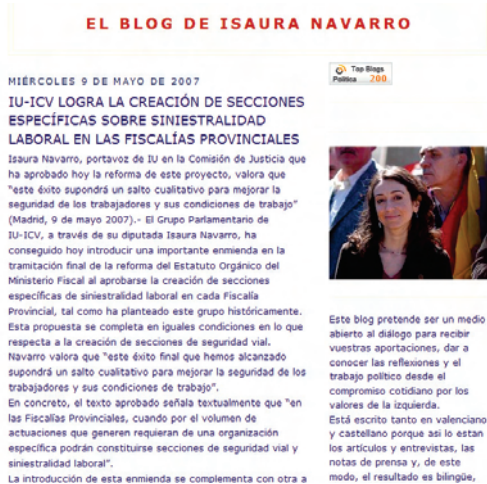 EL BLOG DE ISAURA NAVARRO
MIÉRCOLES 9 DE MAYO DE 2007
IU-ICV LOGRA LA CREACIÓN DE SECCIONES
ESPECÍFICAS SOBRE SINIESTRALIDAD
LABORAL EN LAS FISCALÍAS PROVINCIALES
Isaura Navarro, portavoz de IU en la Comisión de Justicia que
ha aprobado hoy la reforma de este proyecto, valora que
"este éxito supondrá un salto cualitativo para mejorar la
seguridad de los trabajadores y sus condiciones de trabajo"
(Madrid, 9 de mayo 2007).- El Grupo Parlamentario de
IU-ICV, a través de su diputada Isaura Navarro, ha
conseguido hoy introducir una importante enmienda en la
tramitación final de la reforma del Estatuto Orgánico del
Ministerio Fiscal al aprobarse la creación de secciones
específicas de siniestralidad laboral en cada Fiscalía
Provincial, tal como ha planteado este grupo históricamente.
Esta propuesta se completa en iguales condiciones en lo que
respecta a la creación de secciones de seguridad vial.
Navarro valora que "este éxito final que hemos alcanzado
supondrá un salto cualitativo para mejorar la seguridad de los
trabajadores y sus condiciones de trabajo".
En concreto, el texto aprobado señala textualmente que "en
las Fiscalías Provinciales, cuando por el volumen de
actuaciones que generen requieran de una organización
específica podrán constituirse secciones de seguridad vial y
siniestralidad laboral".
La introducción de esta enmienda se complementa con otra a
Top Blogs
Política 200
Este blog pretende ser un medio
abierto al diálogo para recibir
vuestras aportaciones, dar a
conocer las reflexiones y el
trabajo político desde el
compromiso cotidiano por los
valores de la izquierda.
Está escrito tanto en valenciano
y castellano porque asi lo estan
los artículos y entrevistas, las
notas de prensa y, de este
modo, el resultado es bilingüe,